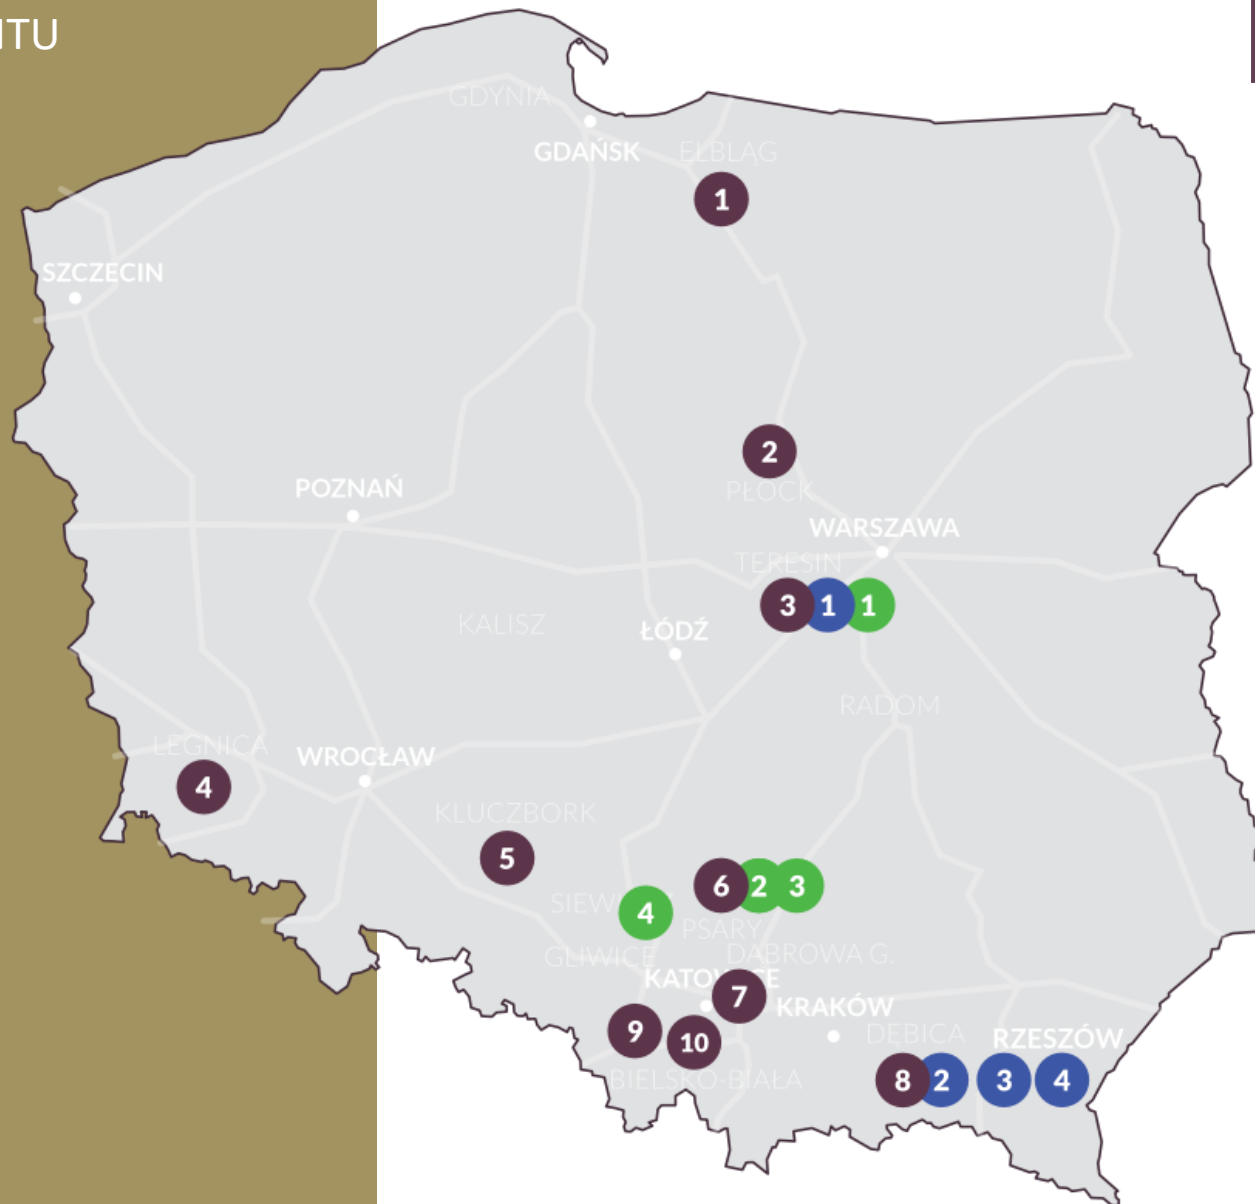 ITU
GDYNIA
GDAŃSK
ELBLĄG
1
SZCZECIN
2
PŁOCK
POZNAŃ
WARSZAWA
TERESIN
3 1 1
KALISZ
ŁÓDŹ
RADOM
LEGNICA
4
WROCŁAW
KLUCZBORK
5
6 2 3
SIEW
4
PSARY
GLIWICE
DĄBROWA G.
KATOWICE
7
KRAKÓW
9
10
DĘBICA
RZESZÓW
BIELSKO-BIAŁA
8 2 3 4